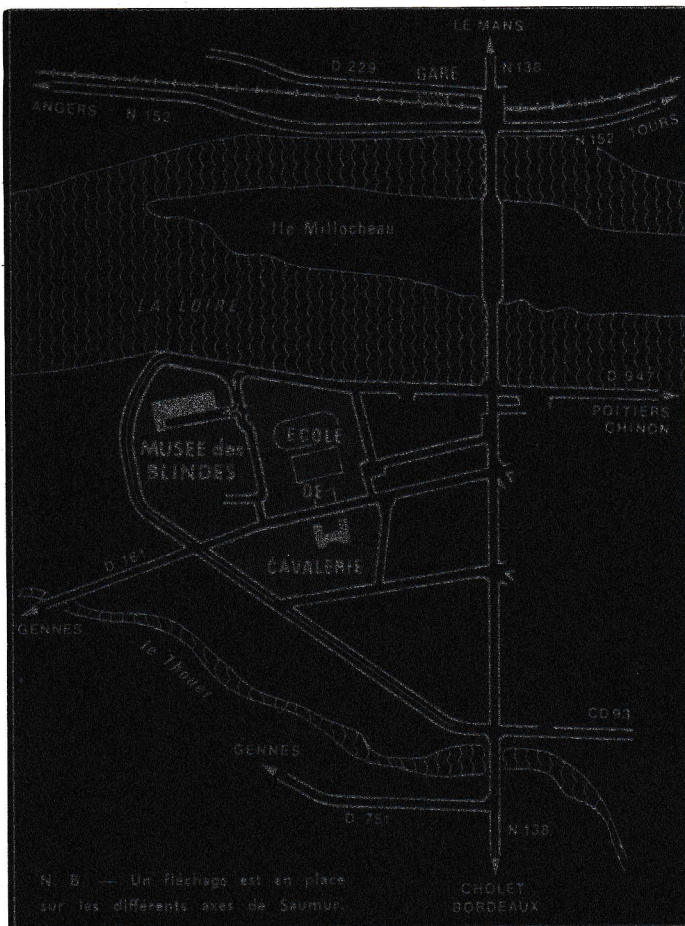 LE MANS
N 138
D 229
GARE
ANGERS
N 152
N 152
TOURS
Ile Millocheau
LA LOIRE
D 947
POITIERS
CHINON
MUSEE des
BLINDES
ECOLE
DE
CAVALERIE
D 161
GENNES
le Thouet
CD 93
GENNES
D 751
N 138
N. B. — Un fléchage est en place
sur les différents axes de Saumur.
CHOLET
BORDEAUX